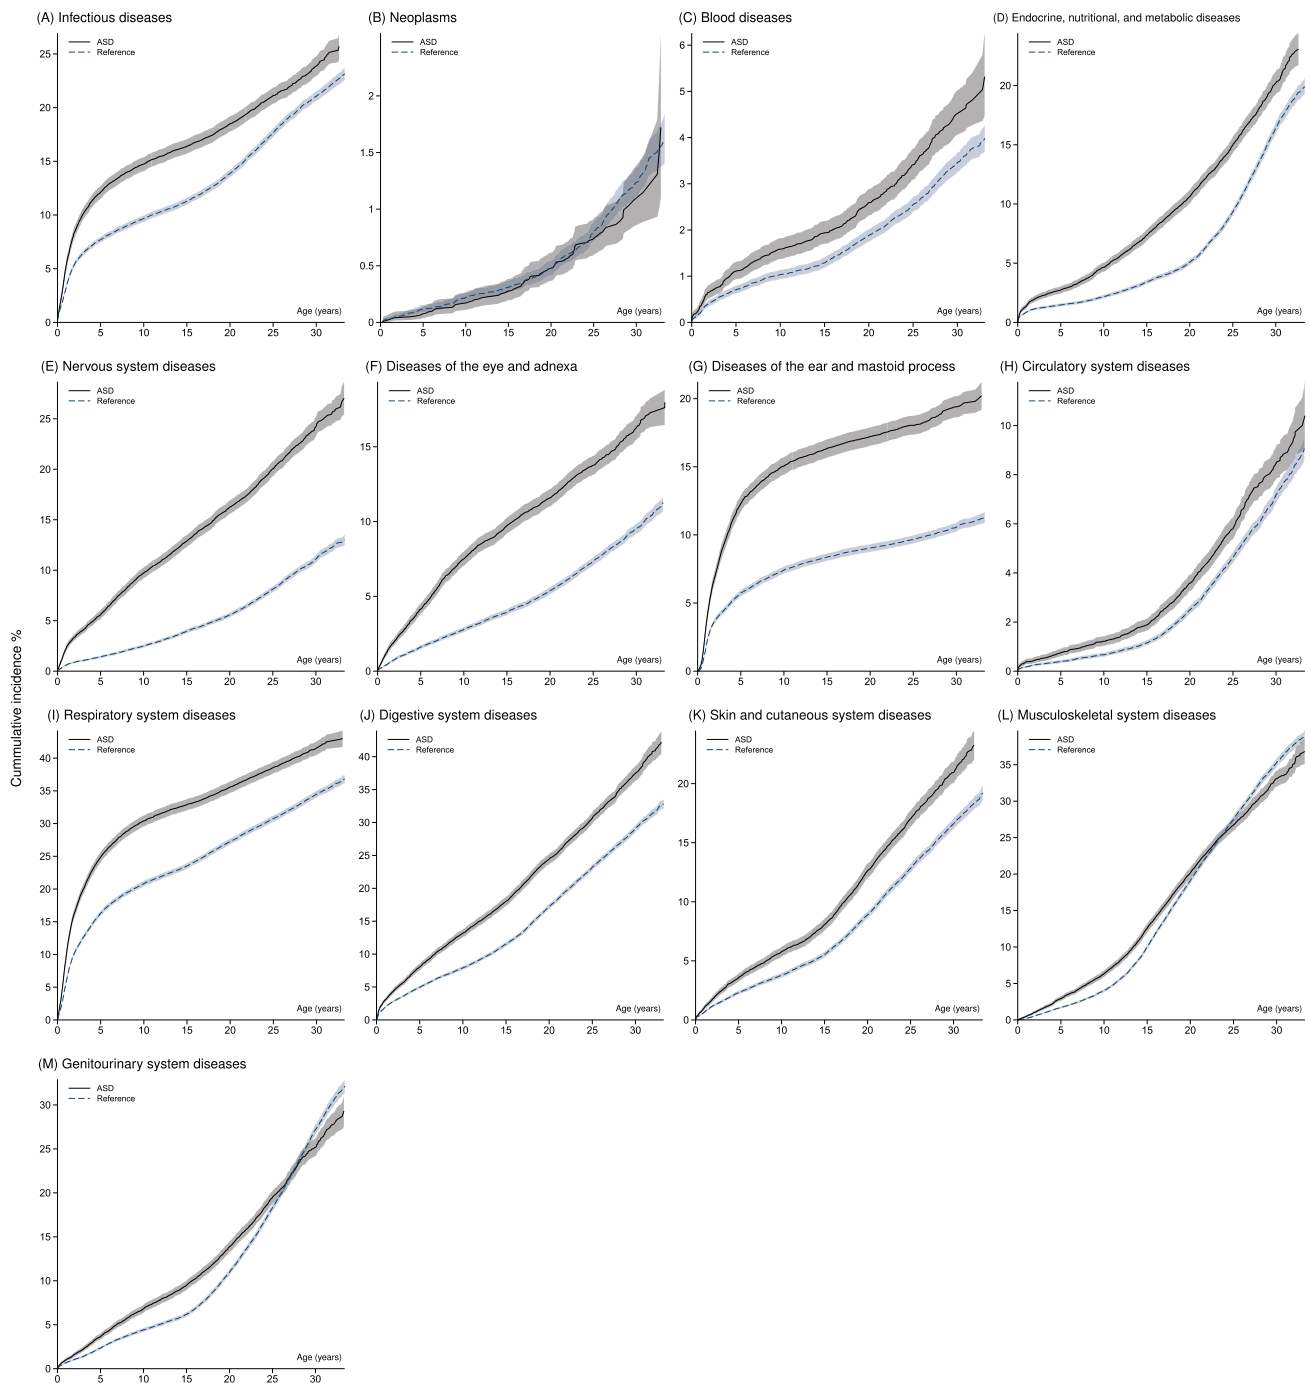 Cummulative incidence %
(A) Infectious diseases
ASD
Reference
25
20
15
10
5
0
Age (years)
0 5 10 15 20 25 30
(B) Neoplasms
ASD
Reference
2
1.5
1
0.5
0
Age (years)
0 5 10 15 20 25 30
(C) Blood diseases
ASD
Reference
6
5
4
3
2
1
0
Age (years)
0 5 10 15 20 25 30
(D) Endocrine, nutritional, and metabolic diseases
ASD
Reference
20
15
10
5
0
Age (years)
0 5 10 15 20 25 30
(E) Nervous system diseases
ASD
Reference
25
20
15
10
5
0
Age (years)
0 5 10 15 20 25 30
(F) Diseases of the eye and adnexa
ASD
Reference
15
10
5
0
Age (years)
0 5 10 15 20 25 30
(G) Diseases of the ear and mastoid process
ASD
Reference
20
15
10
5
0
Age (years)
0 5 10 15 20 25 30
(H) Circulatory system diseases
ASD
Reference
10
8
6
4
2
0
Age (years)
0 5 10 15 20 25 30
(I) Respiratory system diseases
ASD
Reference
40
35
30
25
20
15
10
5
0
Age (years)
0 5 10 15 20 25 30
(J) Digestive system diseases
ASD
Reference
40
35
30
25
20
15
10
5
0
Age (years)
0 5 10 15 20 25 30
(K) Skin and cutaneous system diseases
ASD
Reference
20
15
10
5
0
Age (years)
0 5 10 15 20 25 30
(L) Musculoskeletal system diseases
ASD
Reference
35
30
25
20
15
10
5
0
Age (years)
0 5 10 15 20 25 30
(M) Genitourinary system diseases
ASD
Reference
30
25
20
15
10
5
0
Age (years)
0 5 10 15 20 25 30